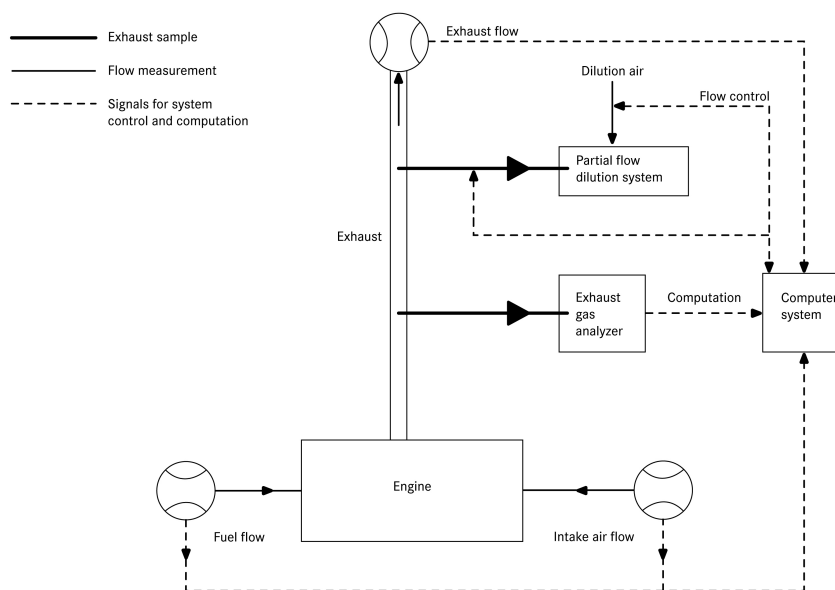 Exhaust sample
Flow measurement
Signals for system
control and computation
Exhaust flow
Dilution air
Flow control
Partial flow
dilution system
Exhaust
Exhaust
gas
analyzer
Computation
Computer
system
Engine
Fuel flow
Intake air flow